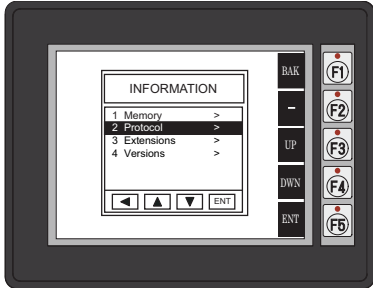 INFORMATION
1 Memory >
2 Protocol >
3 Extensions >
4 Versions >
ENT
BAK
–
UP
DWN
ENT
F1
F2
F3
F4
F5